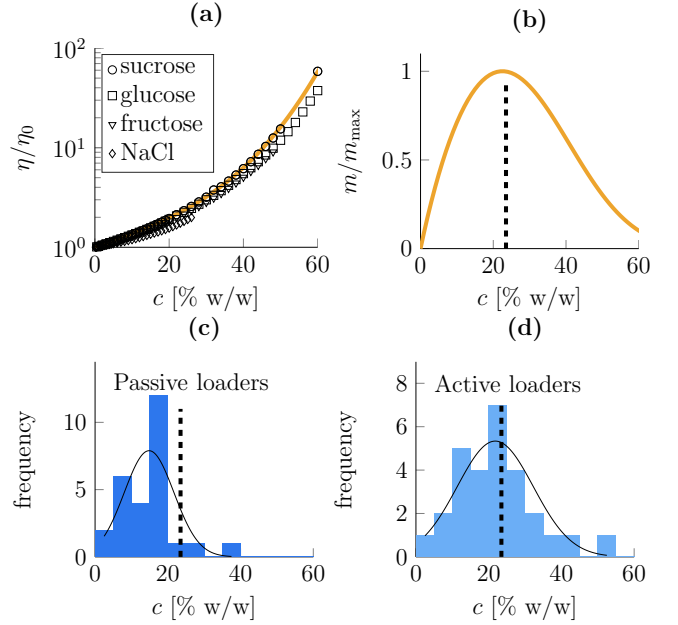 (a)
η/η₀
10²
10¹
10⁰
sucrose
glucose
fructose
NaCl
0 20 40 60
c [% w/w]
(b)
m/mₘₐₓ
1
0.5
0
0 20 40 60
c [% w/w]
(c)
Passive loaders
frequency
10
5
0
0 20 40 60
c [% w/w]
(d)
Active loaders
frequency
8
6
4
2
0
0 20 40 60
c [% w/w]